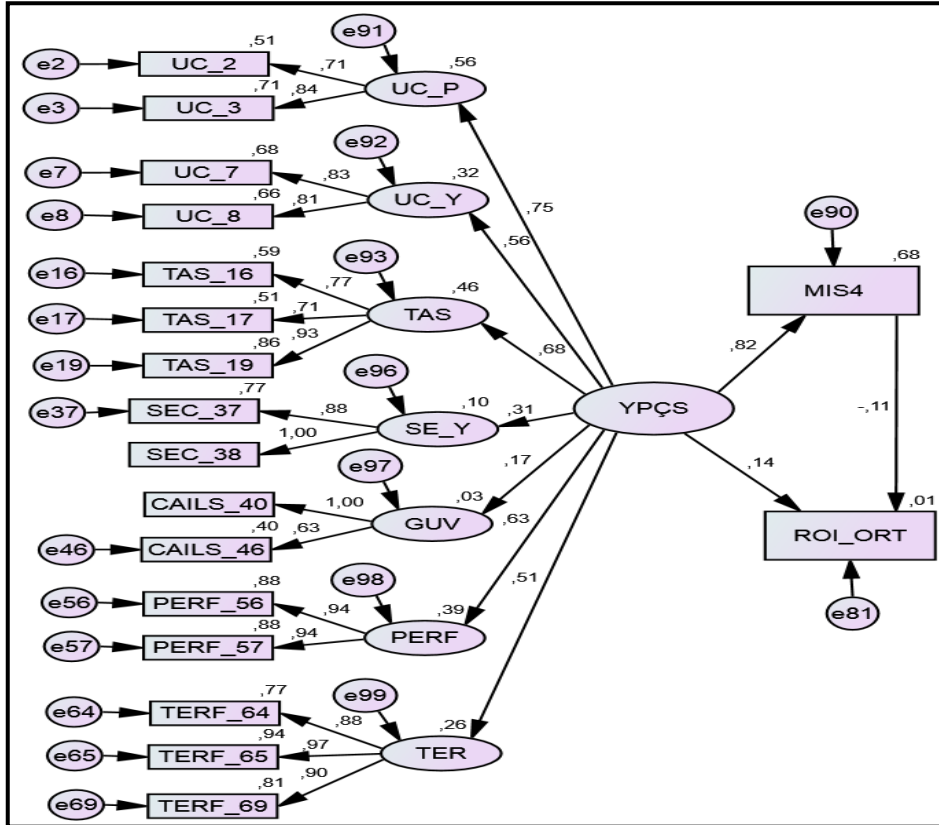 e91
,51
,56
e2
UC_2
,71
UC_P
,71
,84
e3
UC_3
e92
,68
,32
e7
UC_7
,83
UC_Y
,66
,81
e8
UC_8
,75
,56
e93
,59
,46
e16
TAS_16
,77
TAS
,51
,71
e17
TAS_17
,93
,86
e19
TAS_19
,68
e96
,77
,10
e37
SEC_37
,88
SE_Y
,31
1,00
SEC_38
YPÇS
e97
,17
,03
CAILS_40
1,00
GUV
,63
,40
,63
e46
CAILS_46
e98
,51
,88
,39
e56
PERF_56
,94
PERF
,88
,94
e57
PERF_57
e99
,77
,26
e64
TERF_64
,88
TER
,94
,97
e65
TERF_65
,90
,81
e69
TERF_69
e90
,68
MIS4
,82
-,11
,14
,01
ROI_ORT
e81